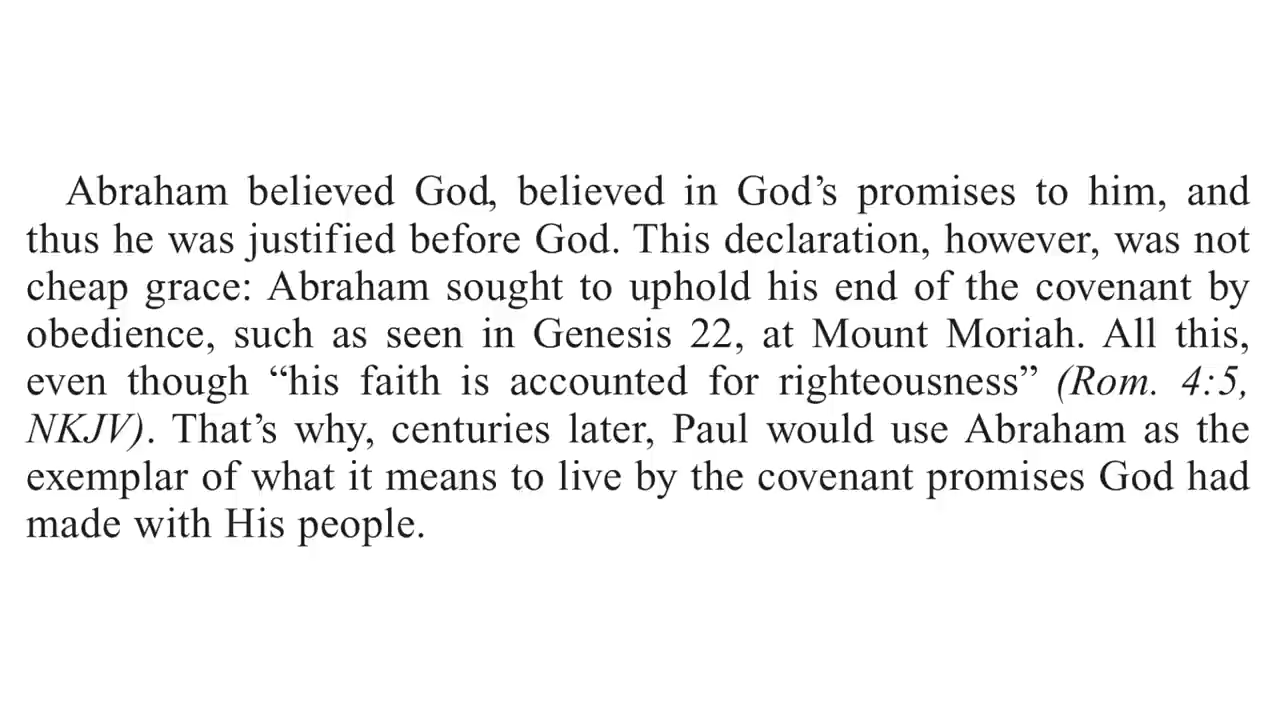 Abraham believed God, believed in God’s promises to him, and
thus he was justified before God. This declaration, however, was not
cheap grace: Abraham sought to uphold his end of the covenant by
obedience, such as seen in Genesis 22, at Mount Moriah. All this,
even though “his faith is accounted for righteousness” (Rom. 4:5,
NKJV). That’s why, centuries later, Paul would use Abraham as the
exemplar of what it means to live by the covenant promises God had
made with His people.